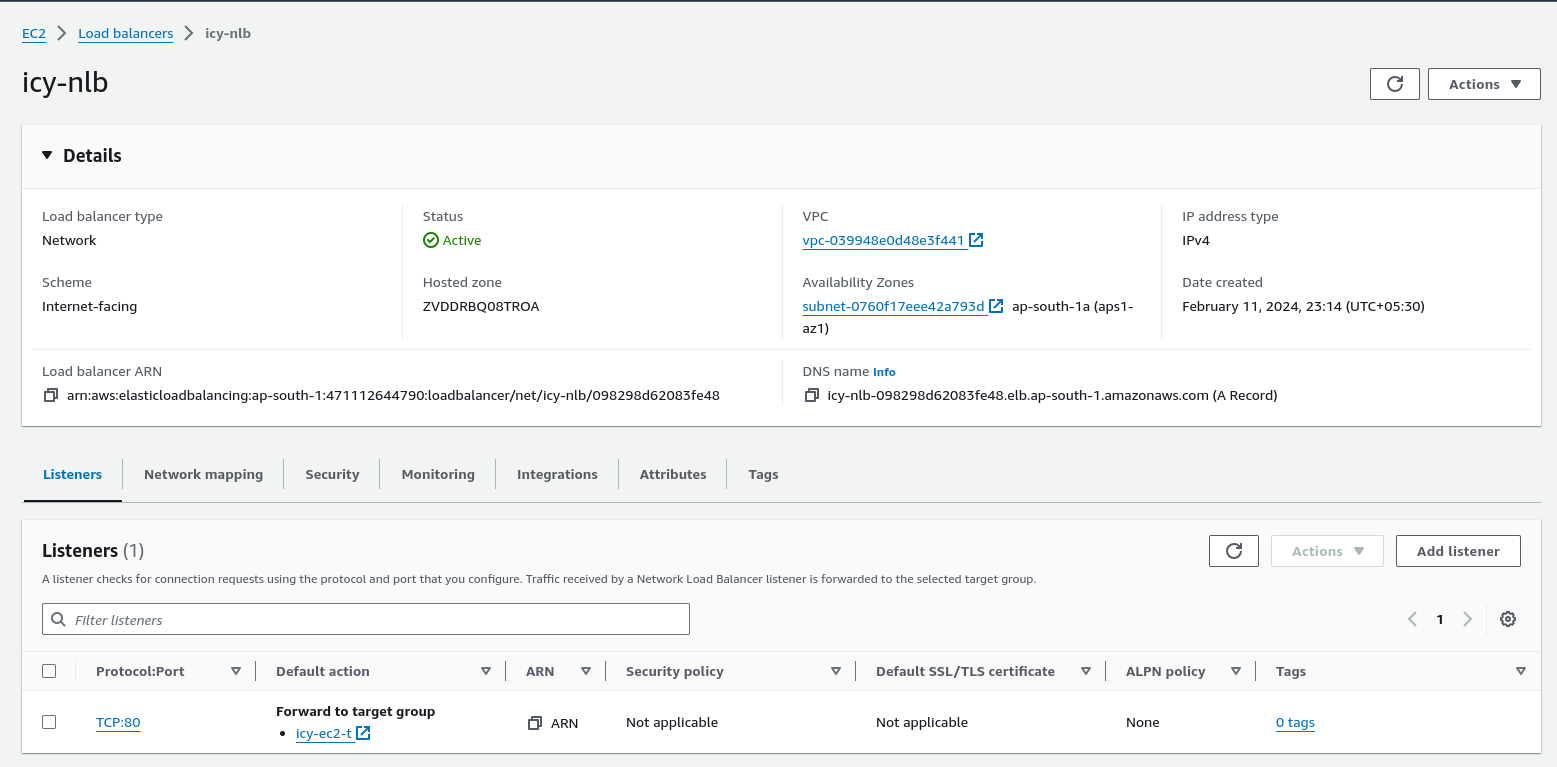 EC2 Load balancers icy-nlb
icy-nlb
Actions
Details
Load balancer type Status VPC IP address type
Network Active vpc-039948e0d48e3f441 IPv4
Scheme Hosted zone Availability Zones Date created
Internet-facing ZVDDRBQ08TROA subnet-0760f17eee42a793d ap-south-1a (aps1-
az1) February 11, 2024, 23:14 (UTC+05:30)
Load balancer ARN DNS name Info
arn:aws:elasticloadbalancing:ap-south-1:471112644790:loadbalancer/net/icy-nlb/098298d62083fe48 icy-nlb-098298d62083fe48.elb.ap-south-1.amazonaws.com (A Record)
Listeners Network mapping Security Monitoring Integrations Attributes Tags
Listeners (1)
Actions Add listener
A listener checks for connection requests using the protocol and port that you configure. Traffic received by a Network Load Balancer listener is forwarded to the selected target group.
Filter listeners 1
Protocol:Port Default action ARN Security policy Default SSL/TLS certificate ALPN policy Tags
Forward to target group
TCP:80 ARN Not applicable Not applicable None 0 tags
• icy-ec2-t